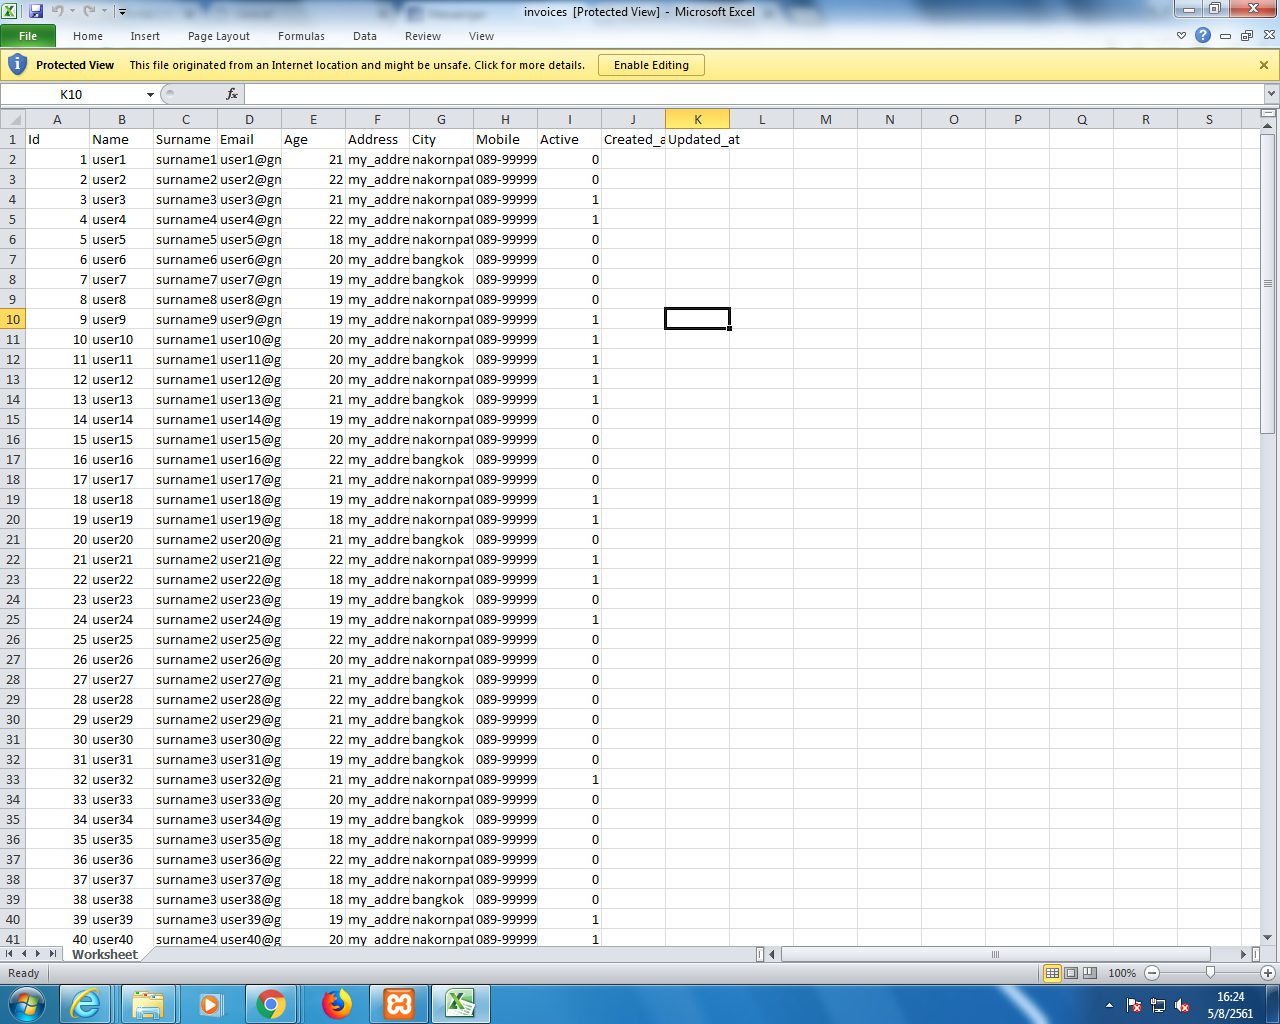 invoices [Protected View] - Microsoft Excel
File Home Insert Page Layout Formulas Data Review View
Protected View This file originated from an Internet location and might be unsafe. Click for more details. Enable Editing
K10 fx
A B C D E F G H I J K L M N O P Q R S
1 Id Name Surname Email Age Address City Mobile Active Created_a Updated_at
2 1 user1 surname1 user1@gm 21 my_addre nakornpat 089-99999 0
3 2 user2 surname2 user2@gm 22 my_addre nakornpat 089-99999 0
4 3 user3 surname3 user3@gm 21 my_addre nakornpat 089-99999 1
5 4 user4 surname4 user4@gm 22 my_addre nakornpat 089-99999 1
6 5 user5 surname5 user5@gm 18 my_addre nakornpat 089-99999 0
7 6 user6 surname6 user6@gm 20 my_addre bangkok 089-99999 0
8 7 user7 surname7 user7@gm 19 my_addre bangkok 089-99999 0
9 8 user8 surname8 user8@gm 19 my_addre nakornpat 089-99999 0
10 9 user9 surname9 user9@gm 19 my_addre nakornpat 089-99999 1
11 10 user10 surname1 user10@g 20 my_addre nakornpat 089-99999 1
12 11 user11 surname1 user11@g 20 my_addre bangkok 089-99999 1
13 12 user12 surname1 user12@g 20 my_addre nakornpat 089-99999 1
14 13 user13 surname1 user13@g 21 my_addre bangkok 089-99999 1
15 14 user14 surname1 user14@g 19 my_addre nakornpat 089-99999 0
16 15 user15 surname1 user15@g 20 my_addre nakornpat 089-99999 0
17 16 user16 surname1 user16@g 22 my_addre bangkok 089-99999 0
18 17 user17 surname1 user17@g 21 my_addre nakornpat 089-99999 0
19 18 user18 surname1 user18@g 19 my_addre nakornpat 089-99999 1
20 19 user19 surname1 user19@g 18 my_addre nakornpat 089-99999 1
21 20 user20 surname2 user20@g 21 my_addre bangkok 089-99999 0
22 21 user21 surname2 user21@g 22 my_addre nakornpat 089-99999 1
23 22 user22 surname2 user22@g 18 my_addre nakornpat 089-99999 1
24 23 user23 surname2 user23@g 19 my_addre bangkok 089-99999 0
25 24 user24 surname2 user24@g 19 my_addre nakornpat 089-99999 1
26 25 user25 surname2 user25@g 22 my_addre nakornpat 089-99999 0
27 26 user26 surname2 user26@g 20 my_addre nakornpat 089-99999 0
28 27 user27 surname2 user27@g 21 my_addre bangkok 089-99999 0
29 28 user28 surname2 user28@g 22 my_addre bangkok 089-99999 0
30 29 user29 surname2 user29@g 21 my_addre bangkok 089-99999 0
31 30 user30 surname3 user30@g 22 my_addre bangkok 089-99999 0
32 31 user31 surname3 user31@g 19 my_addre bangkok 089-99999 0
33 32 user32 surname3 user32@g 21 my_addre nakornpat 089-99999 1
34 33 user33 surname3 user33@g 20 my_addre nakornpat 089-99999 0
35 34 user34 surname3 user34@g 19 my_addre bangkok 089-99999 0
36 35 user35 surname3 user35@g 18 my_addre nakornpat 089-99999 0
37 36 user36 surname3 user36@g 22 my_addre nakornpat 089-99999 0
38 37 user37 surname3 user37@g 18 my_addre nakornpat 089-99999 0
39 38 user38 surname3 user38@g 18 my_addre bangkok 089-99999 0
40 39 user39 surname3 user39@g 19 my_addre nakornpat 089-99999 1
41 40 user40 surname4 user40@g 20 my_addre nakornpat 089-99999 1
Worksheet
Ready 100%
16:24
5/8/2561